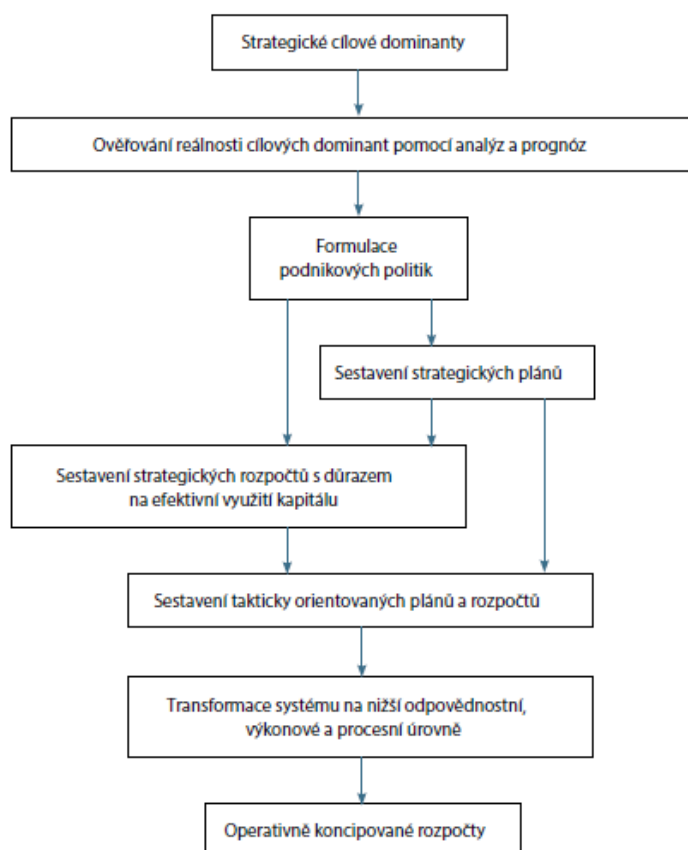 Strategické cílové dominanty
Ověřování reálnosti cílových dominant pomocí analýz a prognóz
Formulace
podnikových politik
Sestavení strategických plánů
Sestavení strategických rozpočtů s důrazem
na efektivní využití kapitálu
Sestavení takticky orientovaných plánů a rozpočtů
Transformace systému na nižší odpovědnostní,
výkonové a procesní úrovně
Operativně koncipované rozpočty